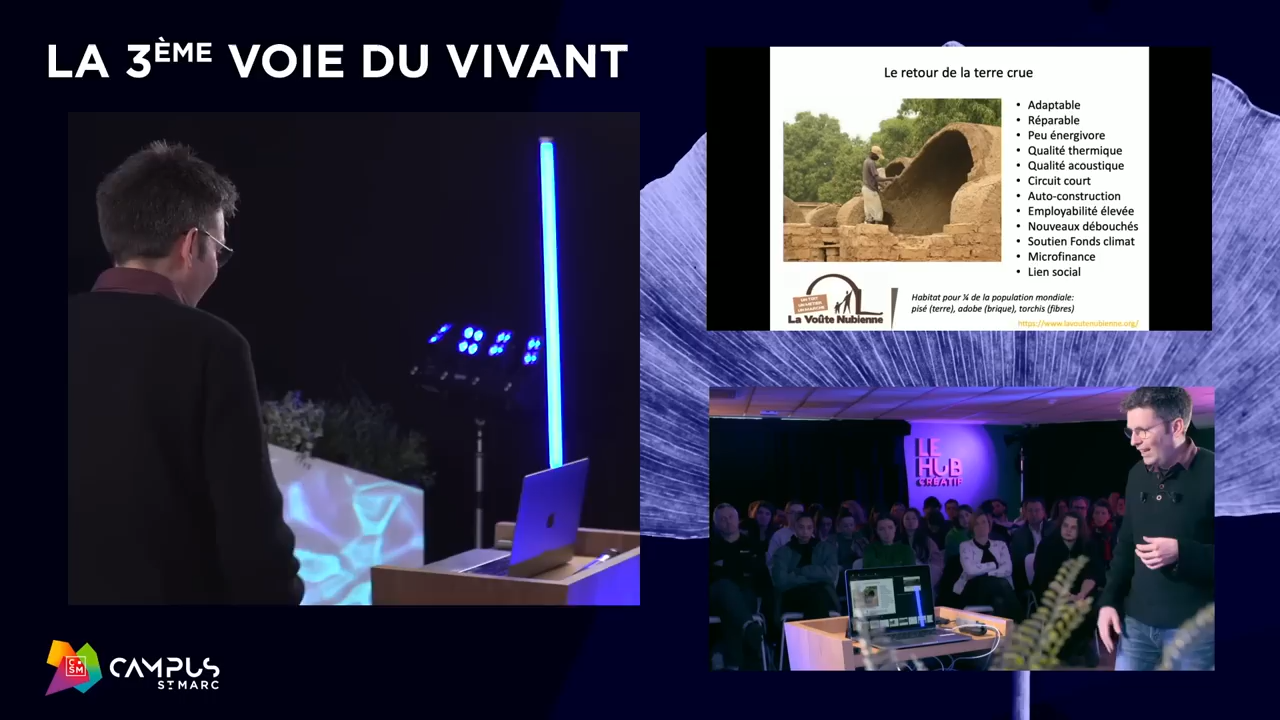 LA 3ÈME VOIE DU VIVANT
Le retour de la terre crue
• Adaptable
• Réparable
• Peu énergivore
• Qualité thermique
• Qualité acoustique
• Circuit court
• Auto-construction
• Employabilité élevée
• Nouveaux débouchés
• Soutien Fonds climat
• Microfinance
• Lien social
La Voûte Nubienne
Habitat pour ¼ de la population mondiale:
pisé (terre), adobe (brique), torchis (fibres)
https://www.lavoutenubienne.org/
LE
HUB
CRÉATIF
CSM
CAMPUS
ST MARC